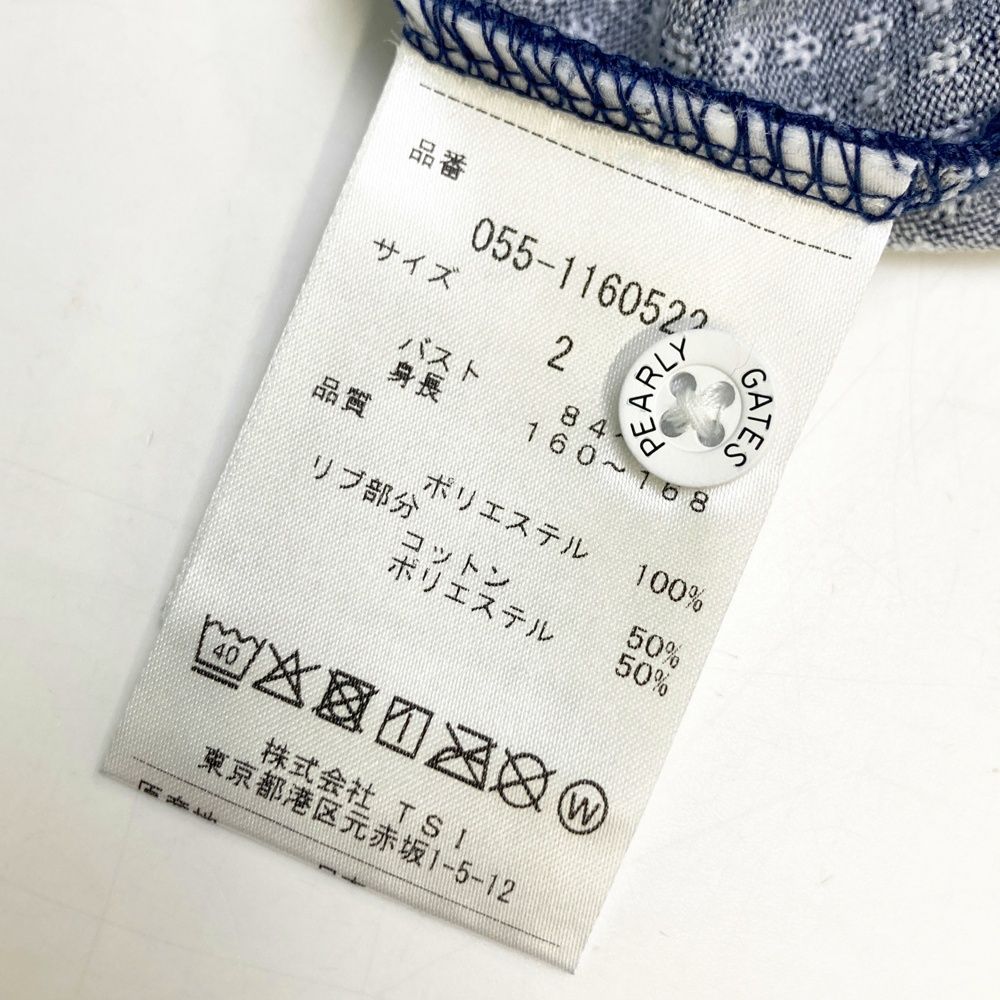 品番
055-1160522
サイズ
2
バスト 84
身長 160～168
品質
ポリエステル 100%
リブ部分
コットン 50%
ポリエステル 50%
40
W
株式会社 TSI
東京都港区元赤坂1-5-12
原産地
PEARLY GATES